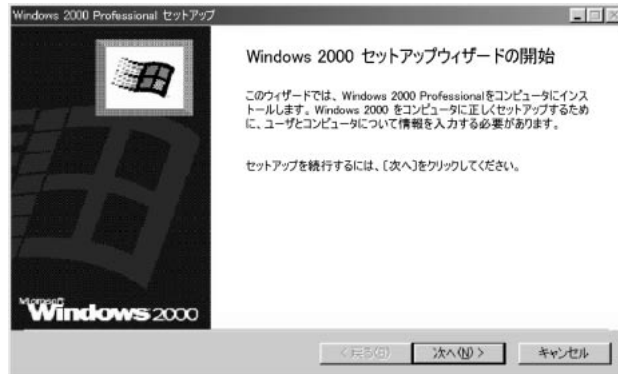 Windows 2000 Professional セットアップ
Windows 2000 セットアップウィザードの開始
このウィザードでは、Windows 2000 Professionalをコンピュータにインス
トールします。Windows 2000 をコンピュータに正しくセットアップするため
に、ユーザとコンピュータについて情報を入力する必要があります。
セットアップを続行するには、[次へ]をクリックしてください。
Microsoft
Windows 2000
< 戻る(B)
次へ(N) >
キャンセル